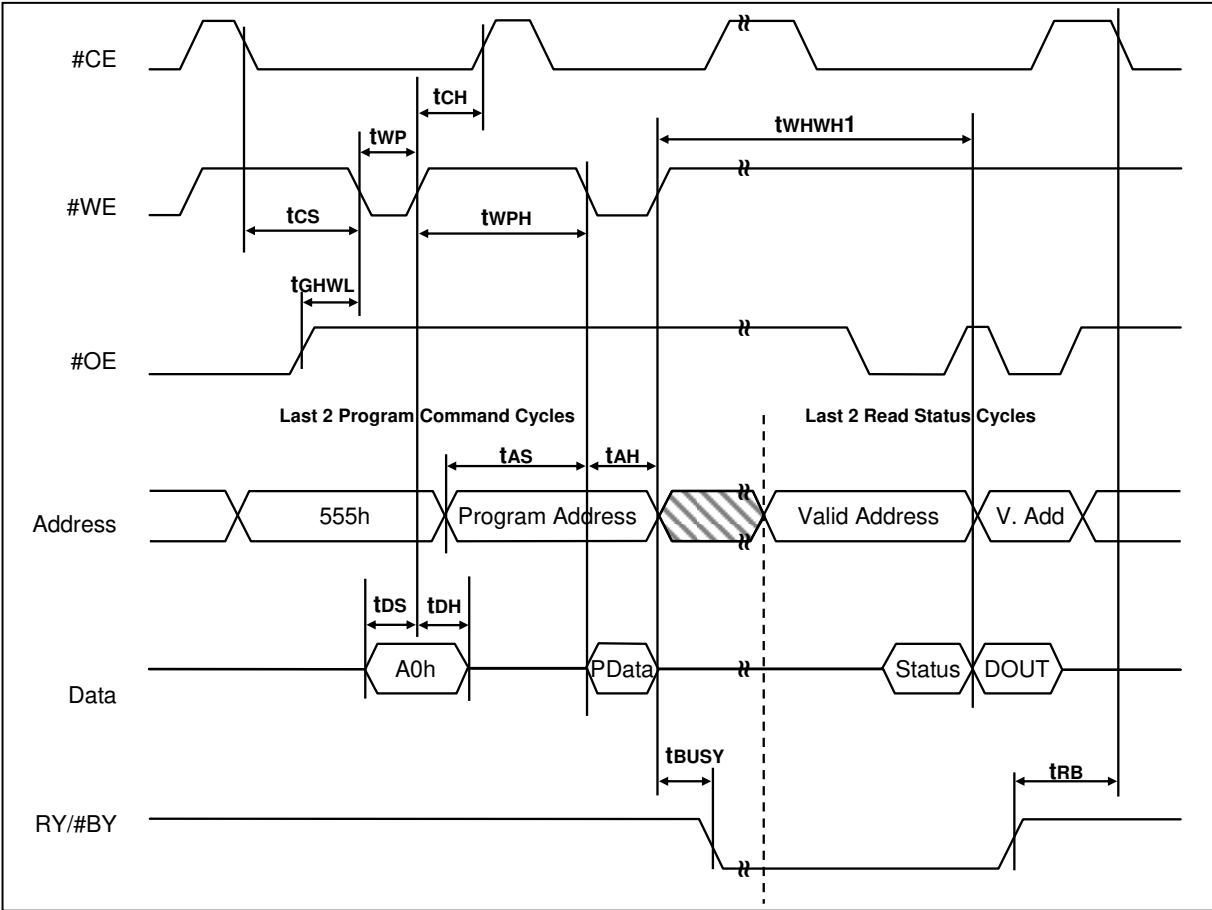 #CE
tCH
tWHWH1
tWP
#WE
tCS
tWPH
tGHWL
#OE
Last 2 Program Command Cycles
Last 2 Read Status Cycles
tAS
tAH
Address
555h
Program Address
Valid Address
V. Add
tDS
tDH
Data
A0h
PData
Status
DOUT
tBUSY
tRB
RY/#BY